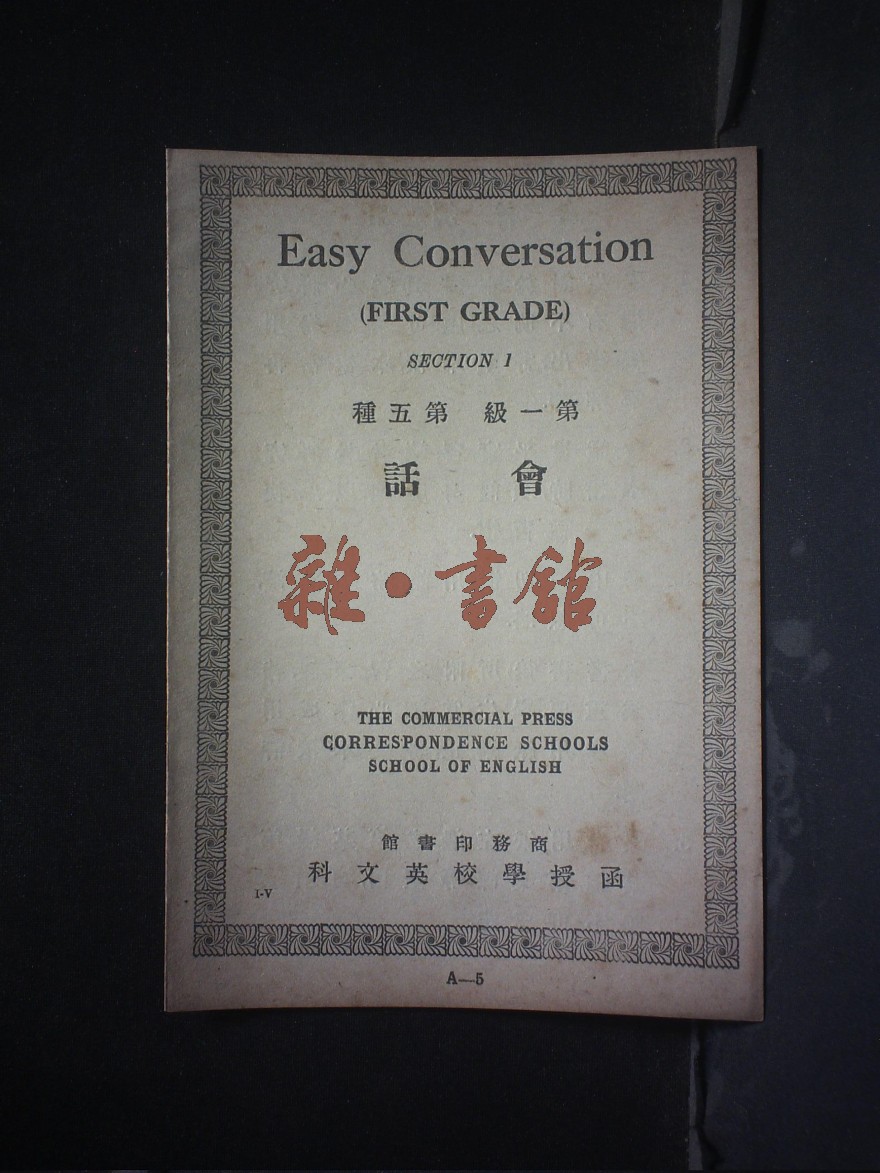 Easy Conversation
(FIRST GRADE)
SECTION 1
第一級 第五種
會話
雜●書館
THE COMMERCIAL PRESS
CORRESPONDENCE SCHOOLS
SCHOOL OF ENGLISH
商務印書館
函授學校英文科
I-V
A—5